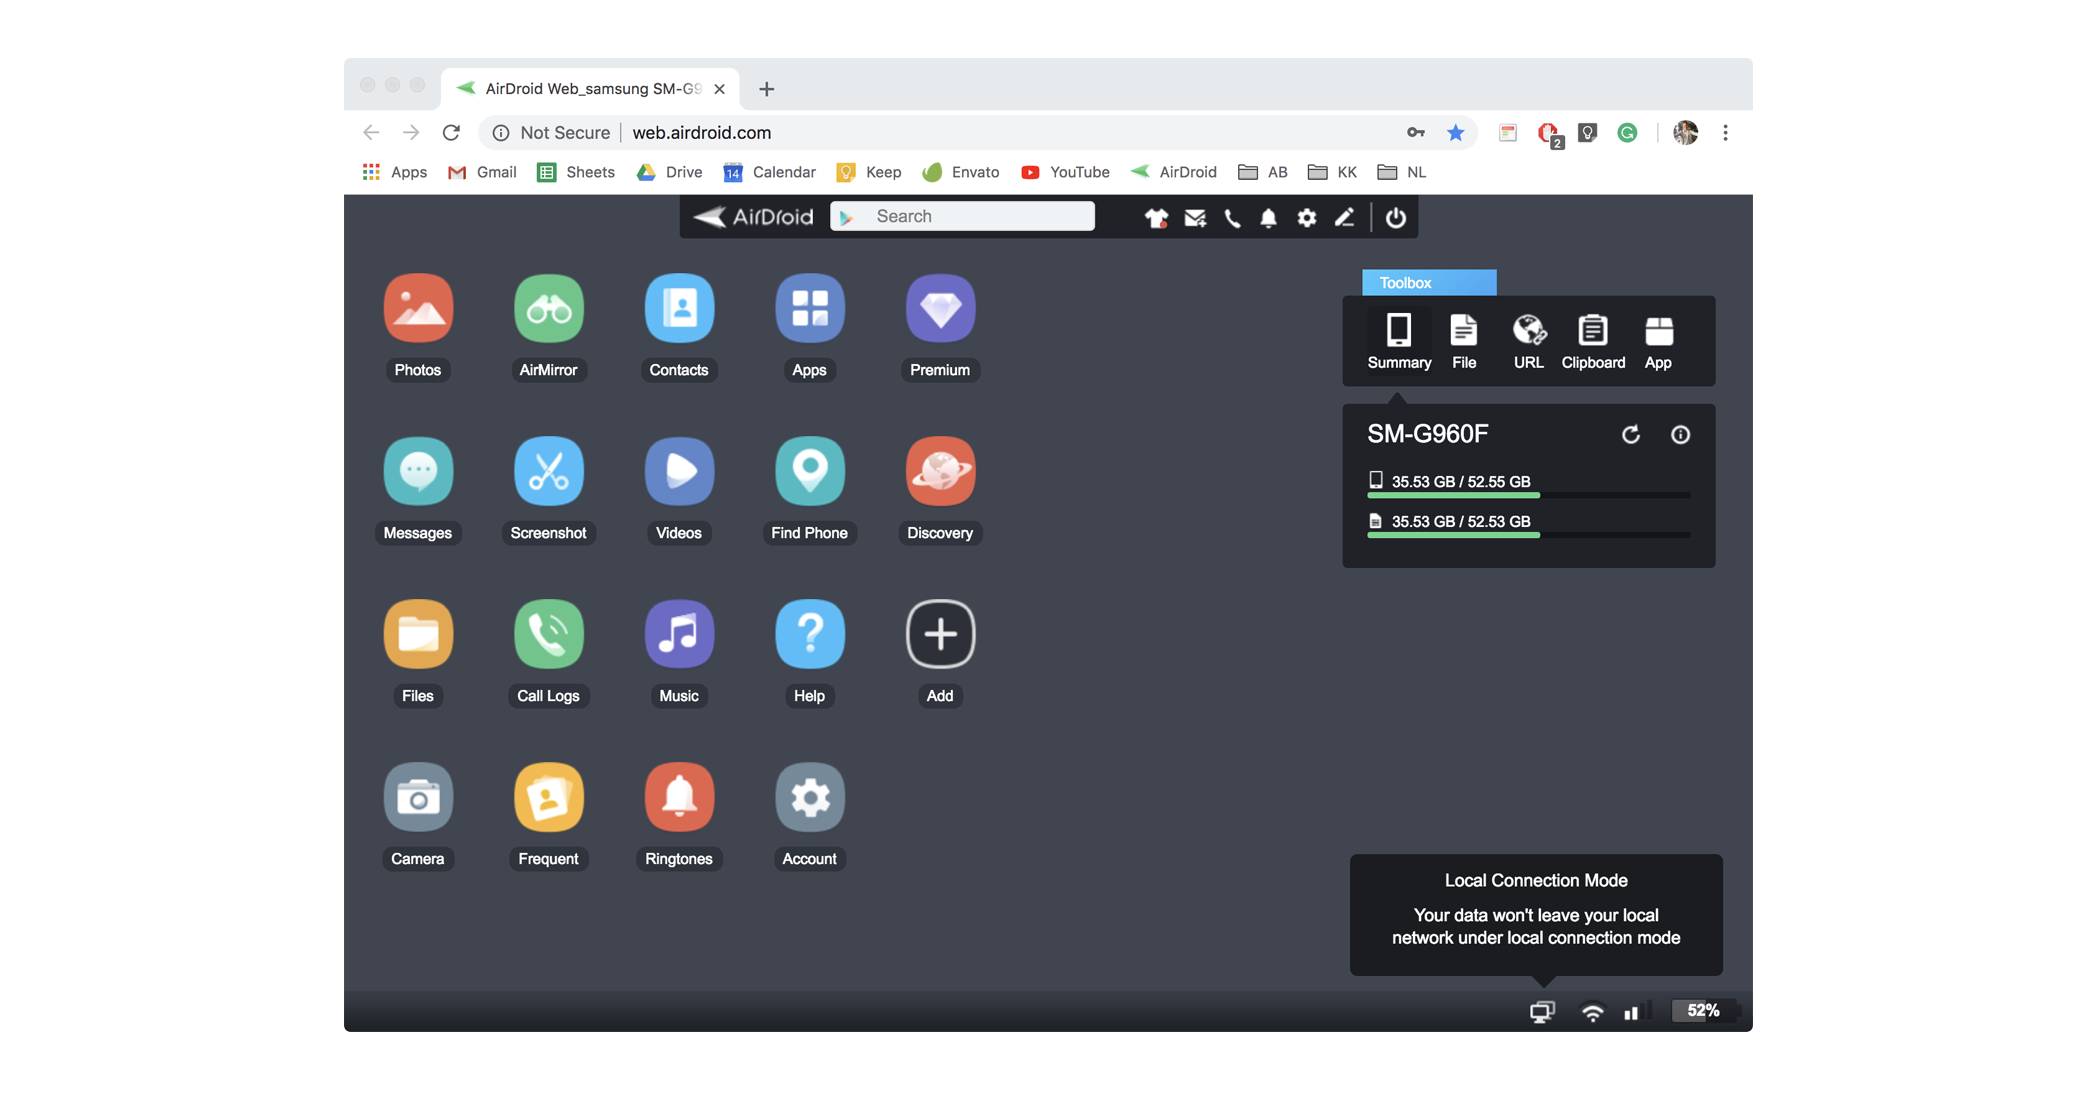 AirDroid Web_samsung SM-G9
Not Secure web.airdroid.com
2
Apps Gmail Sheets Drive 14 Calendar Keep Envato YouTube AirDroid AB KK NL
AirDroid Search
Toolbox
Summary File URL Clipboard App
SM-G960F
35.53 GB / 52.55 GB
35.53 GB / 52.53 GB
Photos AirMirror Contacts Apps Premium
Messages Screenshot Videos Find Phone Discovery
Files Call Logs Music Help Add
Camera Frequent Ringtones Account
Local Connection Mode
Your data won't leave your local
network under local connection mode
52%